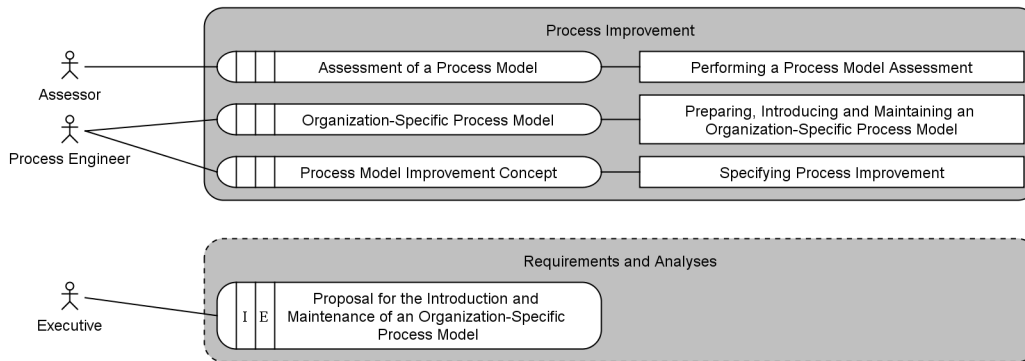 Process Improvement
Assessor
Assessment of a Process Model
Performing a Process Model Assessment
Process Engineer
Organization-Specific Process Model
Preparing, Introducing and Maintaining an
Organization-Specific Process Model
Process Model Improvement Concept
Specifying Process Improvement
Requirements and Analyses
Executive
I E
Proposal for the Introduction and
Maintenance of an Organization-Specific
Process Model